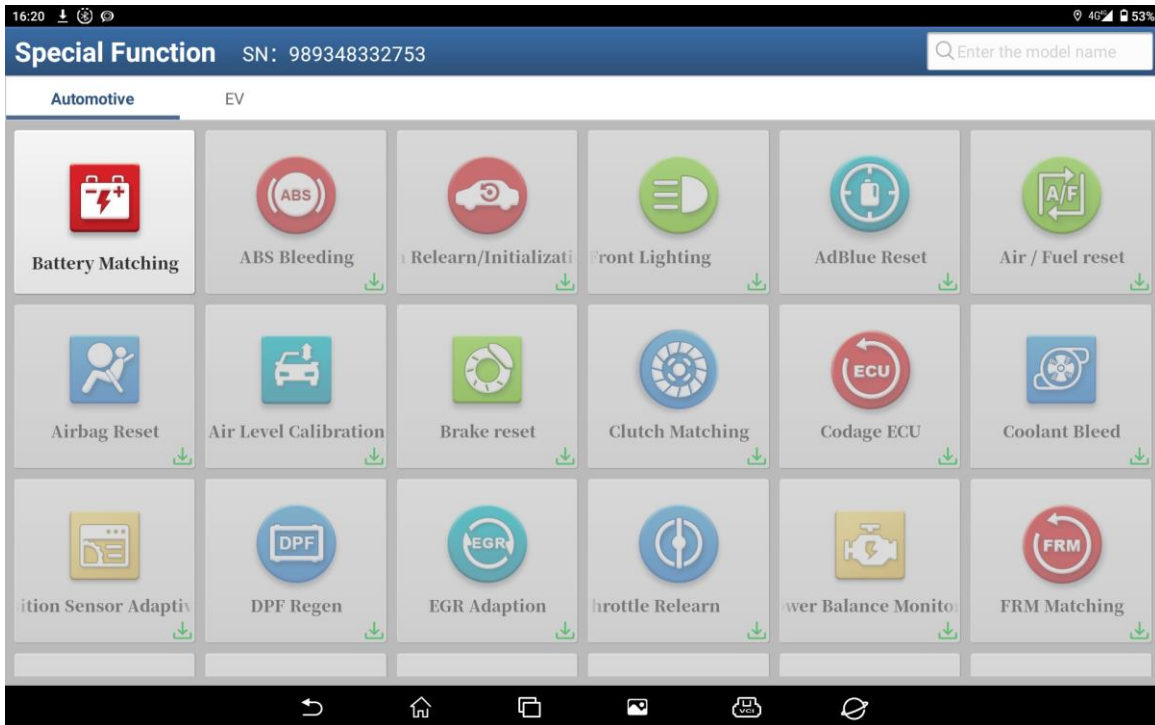 16:20
4G 53%
Special Function SN: 989348332753
Enter the model name
Automotive EV
ABS
A/F
Battery Matching
ABS Bleeding
Relearn/Initializati
Front Lighting
AdBlue Reset
Air / Fuel reset
ECU
Airbag Reset
Air Level Calibration
Brake reset
Clutch Matching
Codage ECU
Coolant Bleed
DPF
EGR
FRM
ition Sensor Adaptiv
DPF Regen
EGR Adaption
hrottle Relearn
ower Balance Monito
FRM Matching
VCI